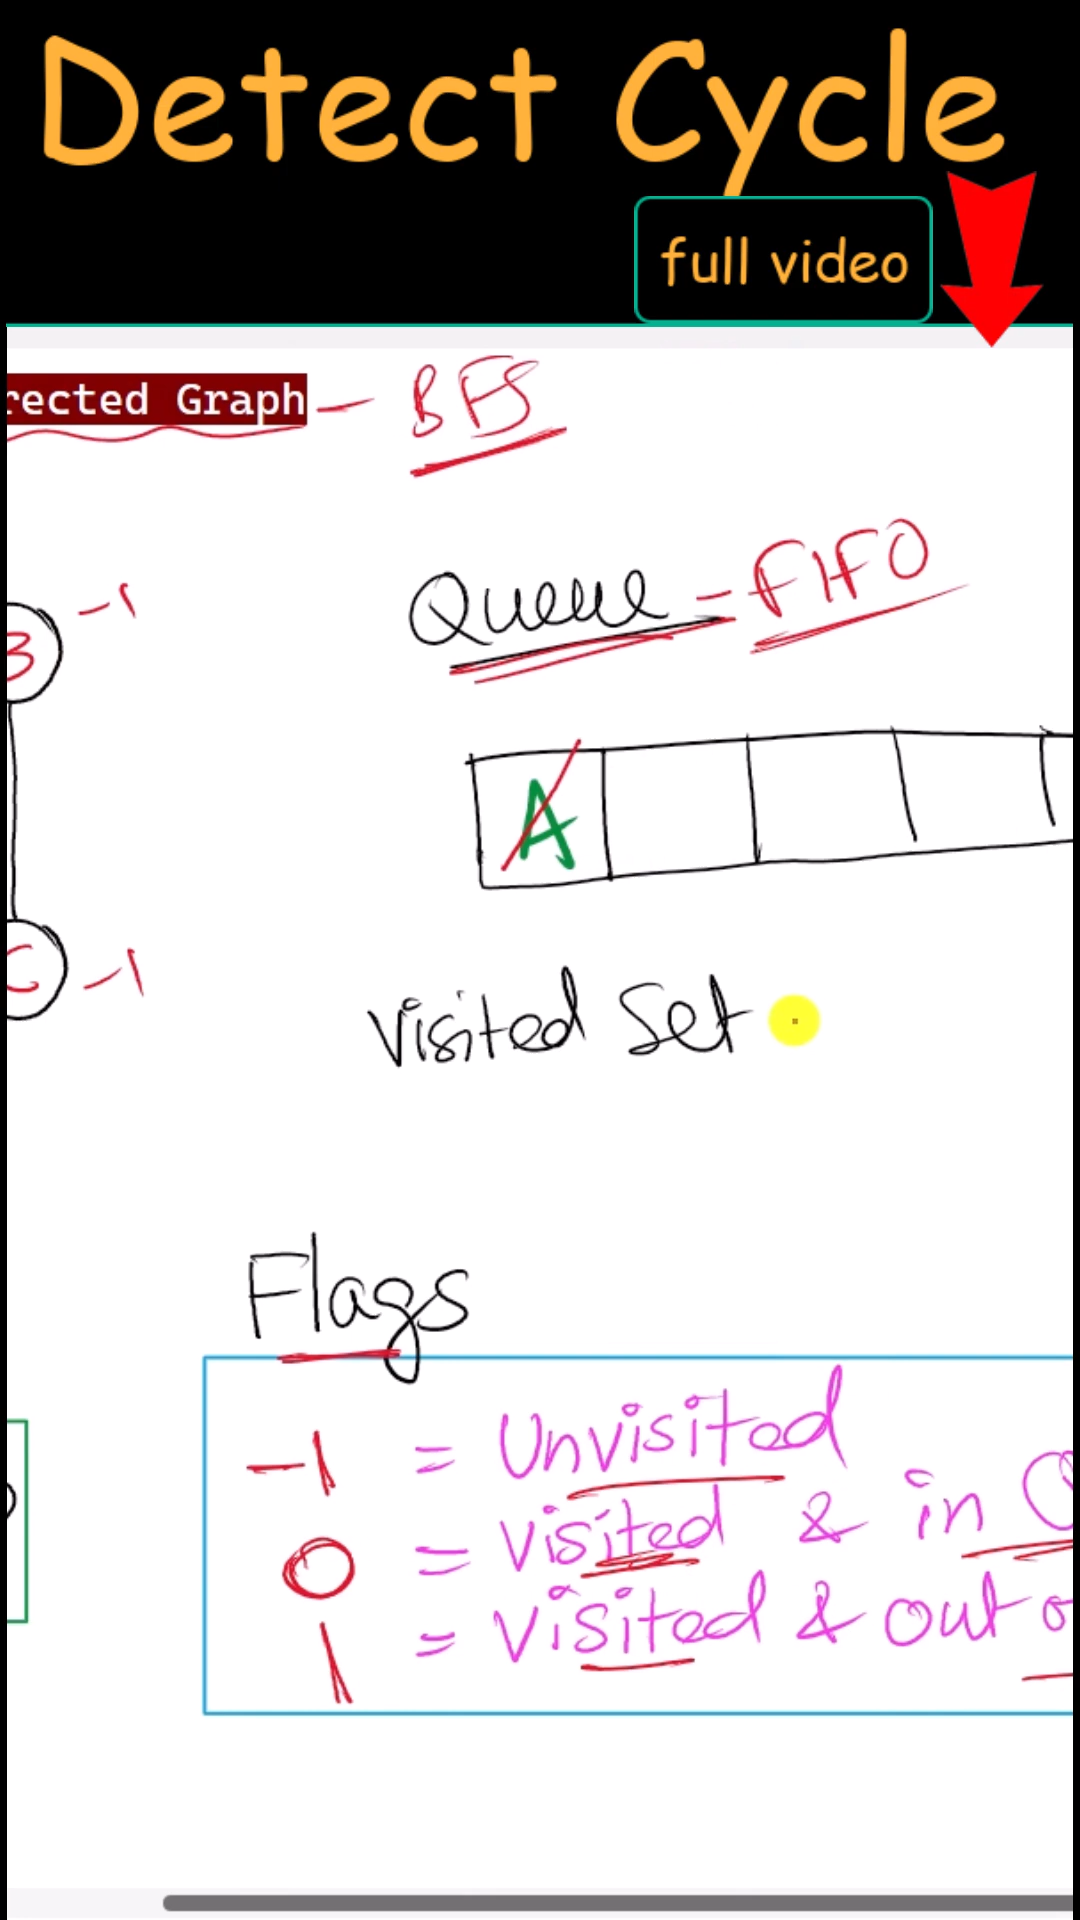 Detect Cycle
full video
rected Graph - BFS
-1
Queue - FIFO
B
A
C -1
Visited Set
Flags
-1 = Unvisited
0 = visited & in
1 = visited & out